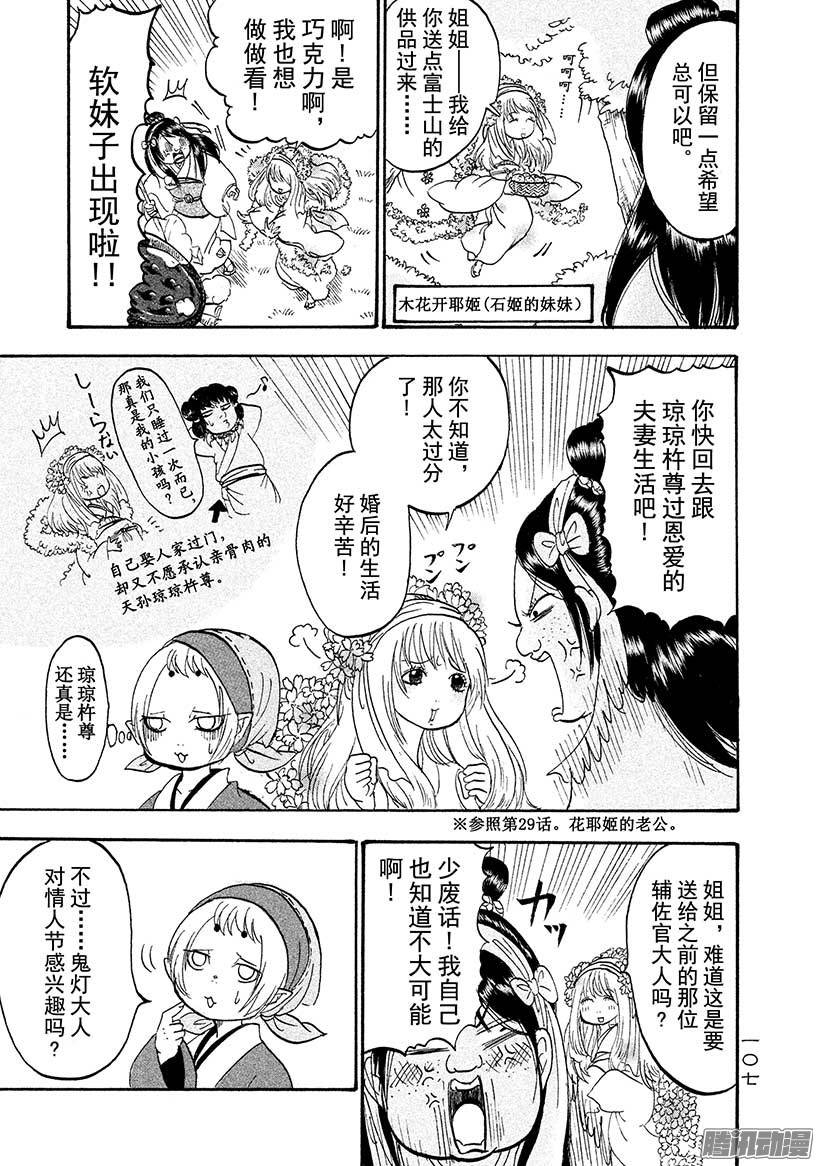 但保留一点希望
总可以吧。
呵呵……
姐姐——我给
你送点富士山的
供品过来……
木花开耶姬(石姬的妹妹)
啊！是
巧克力啊，
我也想
做做看！
软妹子出现啦！！
你快回去跟
琼琼杵尊过恩爱的
夫妻生活吧！
你不知道，
那人太过分
了！
婚后的生活
好辛苦！
プン
プン
♪
我们只睡过一次而已，
那真是我的小孩吗？
しーらない
自己娶人家过门，
却又不愿承认亲骨肉的
天孙琼琼杵尊。
琼琼杵尊
还真是……
※参照第29话。花耶姬的老公。
姐姐，难道这是要
送给之前的那位
辅佐官大人吗？
少废话！我自己
也知道不大可能
啊！
不过……鬼灯大人
对情人节感兴趣吗？
一〇七
腾讯动漫